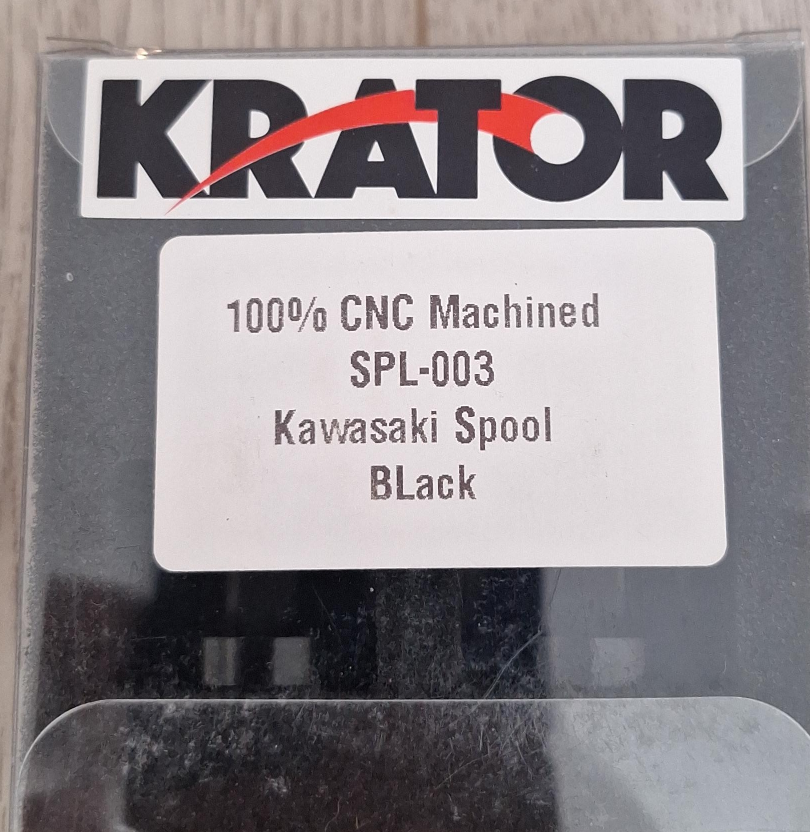 KRATOR
100% CNC Machined
SPL-003
Kawasaki Spool
BLack